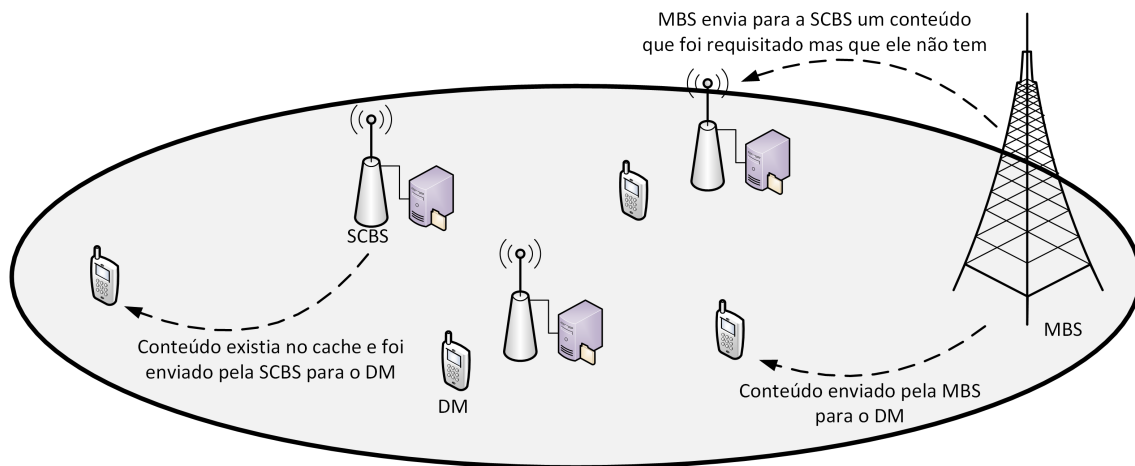 MBS envia para a SCBS um conteúdo
que foi requisitado mas que ele não tem
SCBS
MBS
Conteúdo existia no cache e foi
enviado pela SCBS para o DM
DM
Conteúdo enviado pela MBS
para o DM